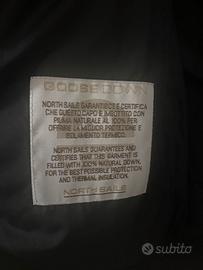 GOOSE DOWN
NORTH SAILS GARANTISCE E CERTIFICA
CHE QUESTO CAPO È IMBOTTITO CON
PIUMA NATURALE AL 100% PER
OFFRIRE LA MIGLIOR PROTEZIONE E
ISOLAMENTO TERMICO.
NORTH SAILS GUARANTEES AND
CERTIFIES THAT THIS GARMENT IS
FILLED WITH 100% NATURAL DOWN,
FOR THE BEST POSSIBLE PROTECTION
AND THERMAL INSULATION.
NORTH SAILS
subito